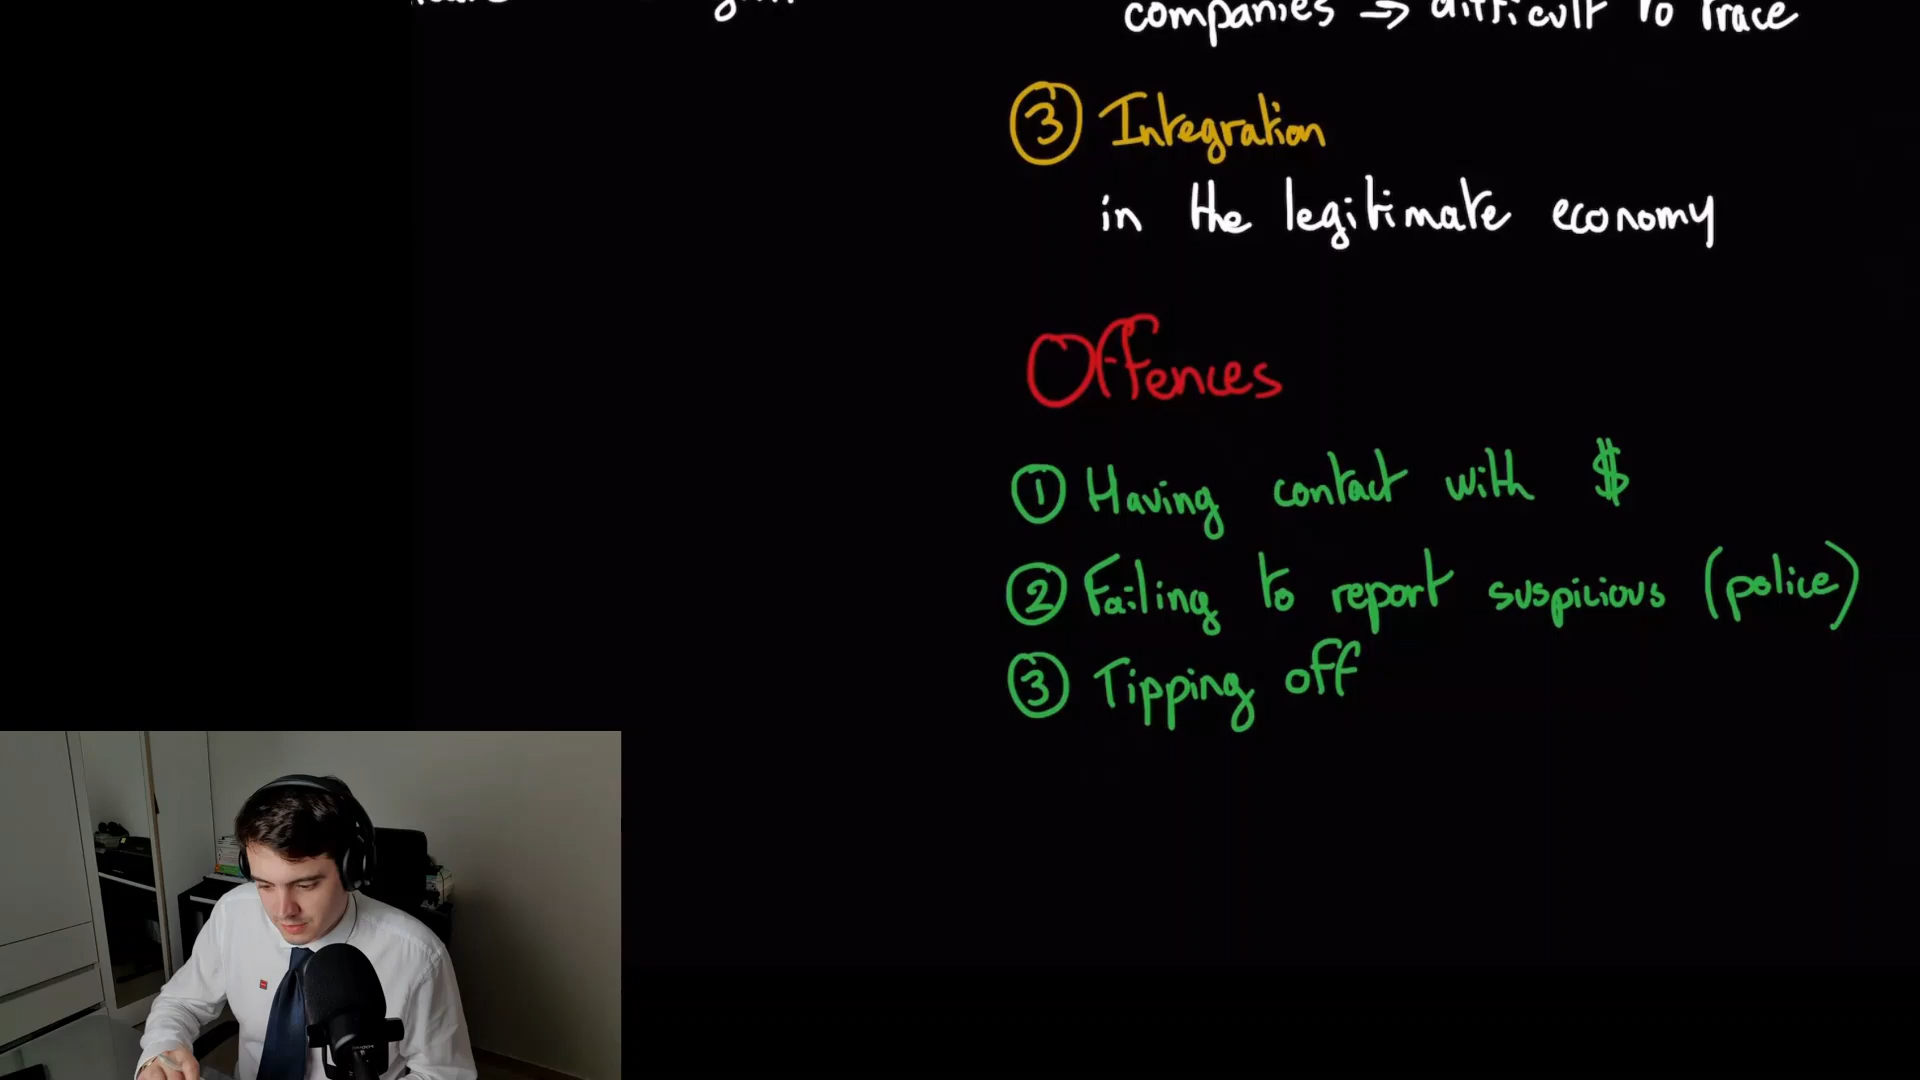 companies → difficult to trace
③ Integration
in the legitimate economy
Offences
① Having contact with $
② Failing to report suspicious (police)
③ Tipping off